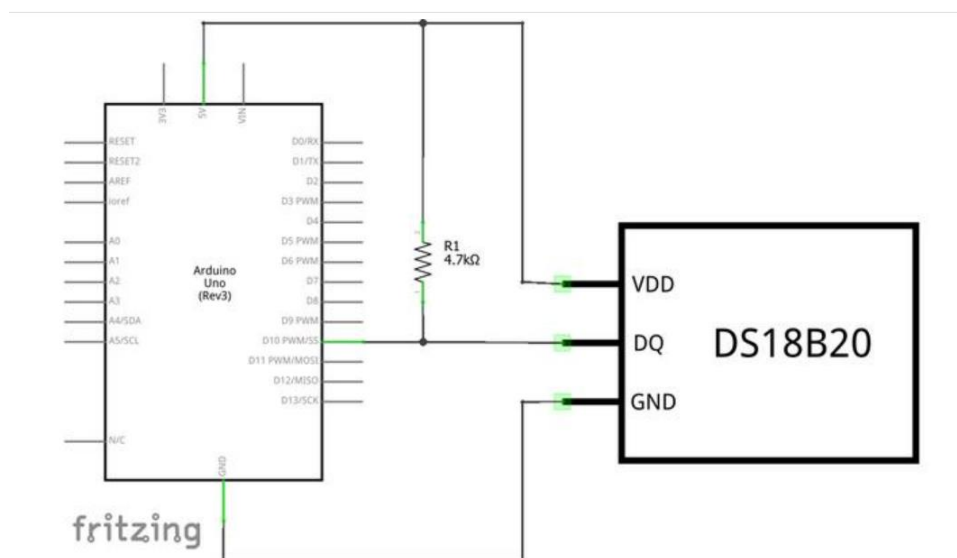 3V3
5V
VIN
RESET
RESET2
AREF
ioref
A0
A1
A2
A3
A4/SDA
A5/SCL
N/C
Arduino
Uno
(Rev3)
D0/RX
D1/TX
D2
D3 PWM
D4
D5 PWM
D6 PWM
D7
D8
D9 PWM
D10 PWM/SS
D11 PWM/MOSI
D12/MISO
D13/SCK
GND
R1
4.7kΩ
VDD
DQ
GND
DS18B20
fritzing